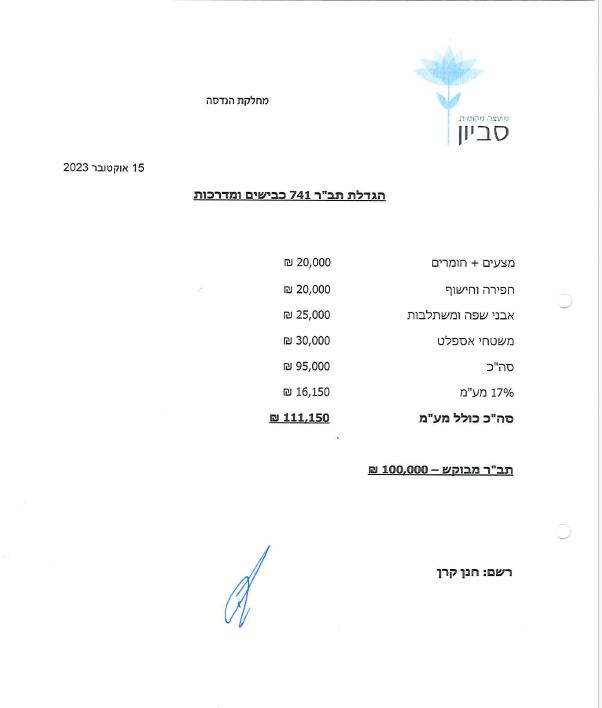 מועצה מקומית
סביון
מחלקת הנדסה
15 אוקטובר 2023
הגדלת תב"ר 741 כבישים ומדרכות
מצעים + חומרים 20,000 ₪
חפירה וחישוף 20,000 ₪
אבני שפה ומשתלבות 25,000 ₪
משטחי אספלט 30,000 ₪
סה"כ 95,000 ₪
17% מע"מ 16,150 ₪
סה"כ כולל מע"מ 111,150 ₪
תב"ר מבוקש – 100,000 ₪
רשם: חנן קרן